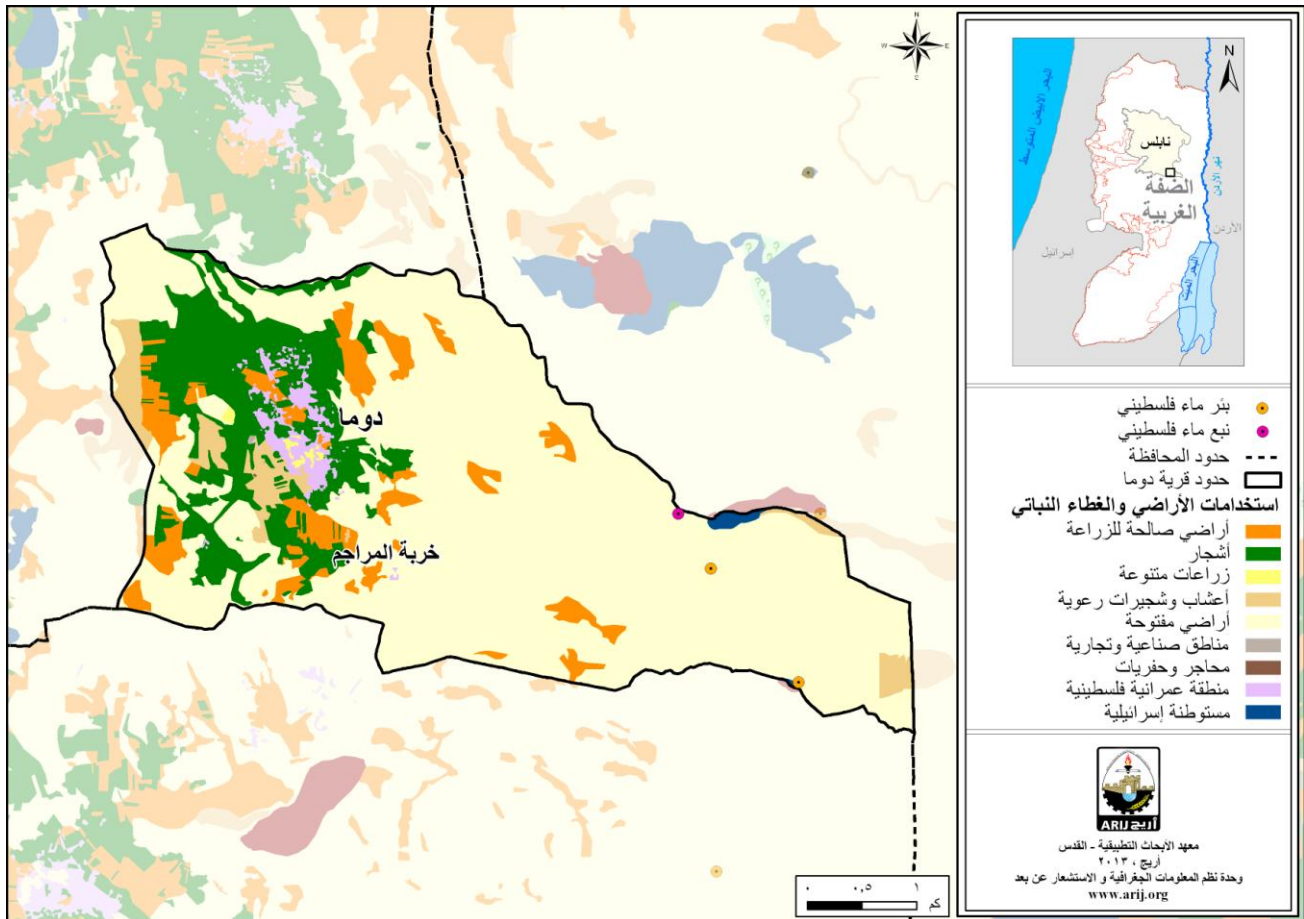 دوما
خربة المراجم
W
E
S
٠
٠,٥
١
كم
N
البحر الابيض المتوسط
نابلس
الضفة
الغربية
نهر الأردن
الأردن
اسرائيل
البحر الميت
بئر ماء فلسطيني
نبع ماء فلسطيني
حدود المحافظة
حدود قرية دوما
استخدامات الأراضي والغطاء النباتي
أراضي صالحة للزراعة
أشجار
زراعات متنوعة
أعشاب وشجيرات رعوية
أراضي مفتوحة
مناطق صناعية وتجارية
محاجر وحفريات
منطقة عمرانية فلسطينية
مستوطنة إسرائيلية
ARIJ أريج
معهد الأبحاث التطبيقية - القدس
أريج ، ٢٠١٣
وحدة نظم المعلومات الجغرافية و الاستشعار عن بعد
www.arij.org